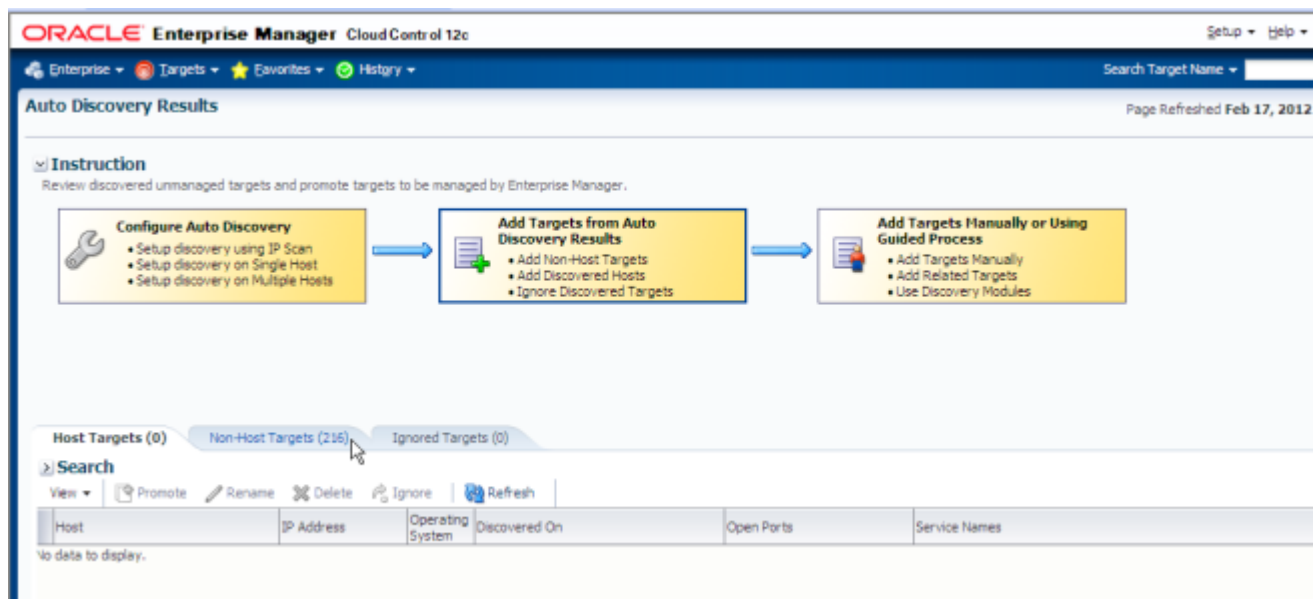 ORACLE Enterprise Manager Cloud Control 12c
Setup Help
Enterprise Targets Favorites History Search Target Name
Auto Discovery Results
Page Refreshed Feb 17, 2012
Instruction
Review discovered unmanaged targets and promote targets to be managed by Enterprise Manager.
Configure Auto Discovery
• Setup discovery using IP Scan
• Setup discovery on Single Host
• Setup discovery on Multiple Hosts
Add Targets from Auto
Discovery Results
• Add Non-Host Targets
• Add Discovered Hosts
• Ignore Discovered Targets
Add Targets Manually or Using
Guided Process
• Add Targets Manually
• Add Related Targets
• Use Discovery Modules
Host Targets (0) Non-Host Targets (216) Ignored Targets (0)
Search
View Promote Rename Delete Ignore Refresh
Host IP Address Operating System Discovered On Open Ports Service Names
No data to display.